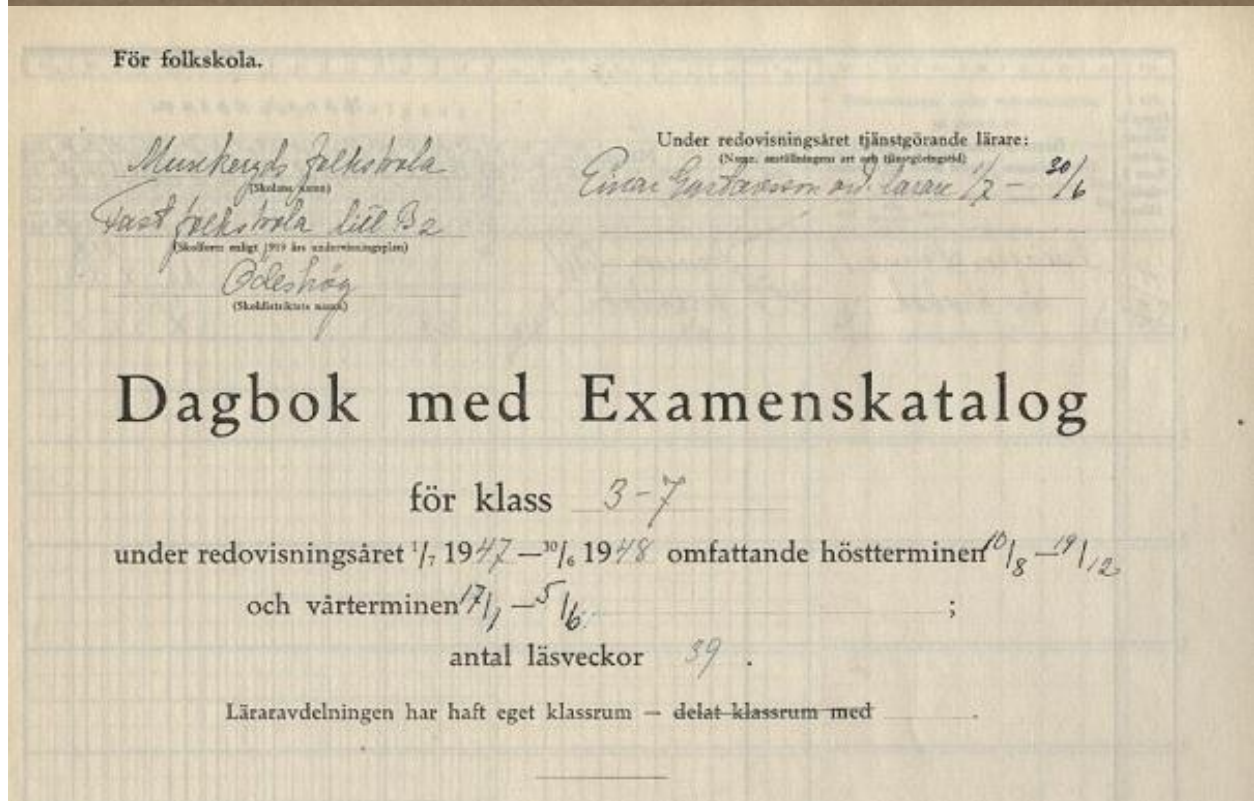 För folkskola.
Munkeryds folkskola
(Skolans namn)
Fast folkskola litt B2
(Skolform enligt 1919 års undervisningsplan)
Ödeshög
(Skoldistriktets namn)
Under redovisningsåret tjänstgörande lärare:
(Namn, anställningens art och tjänstgöringstid)
Einar Gustavsson ord. lärare 1/7 – 30/6
Dagbok med Examenskatalog
för klass 3-7
under redovisningsåret 1/7 1947 — 30/6 1948 omfattande höstterminen 10/8 – 19/12
och vårterminen 17/1 – 5/6 ;
antal läsveckor 39 .
Läraravdelningen har haft eget klassrum — delat klassrum med .